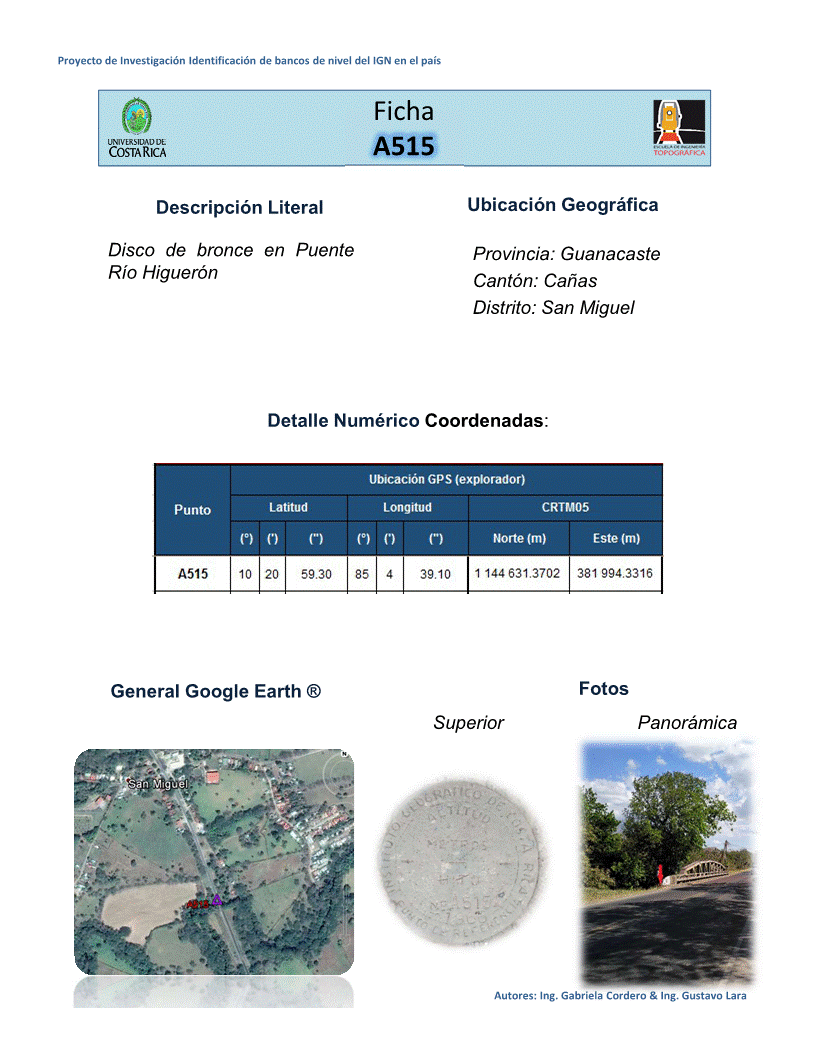 Proyecto de Investigación Identificación de bancos de nivel del IGN en el país
UNIVERSIDAD DE
COSTA RICA
Ficha
A515
ESCUELA DE INGENIERÍA
TOPOGRÁFICA
Descripción Literal
Disco de bronce en Puente
Río Higuerón
Ubicación Geográfica
Provincia: Guanacaste
Cantón: Cañas
Distrito: San Miguel
Detalle Numérico Coordenadas:
Punto
Ubicación GPS (explorador)
Latitud Longitud CRTM05
(°) (') (") (°) (') (") Norte (m) Este (m)
A515 10 20 59.30 85 4 39.10 1 144 631.3702 381 994.3316
General Google Earth ®
San Miguel
A515
N
Fotos
Superior
Panorámica
INSTITUTO GEOGRAFICO DE COSTA RICA
ALTITUD
METROS
HITO
PUNTO DE REFERENCIA
Autores: Ing. Gabriela Cordero & Ing. Gustavo Lara